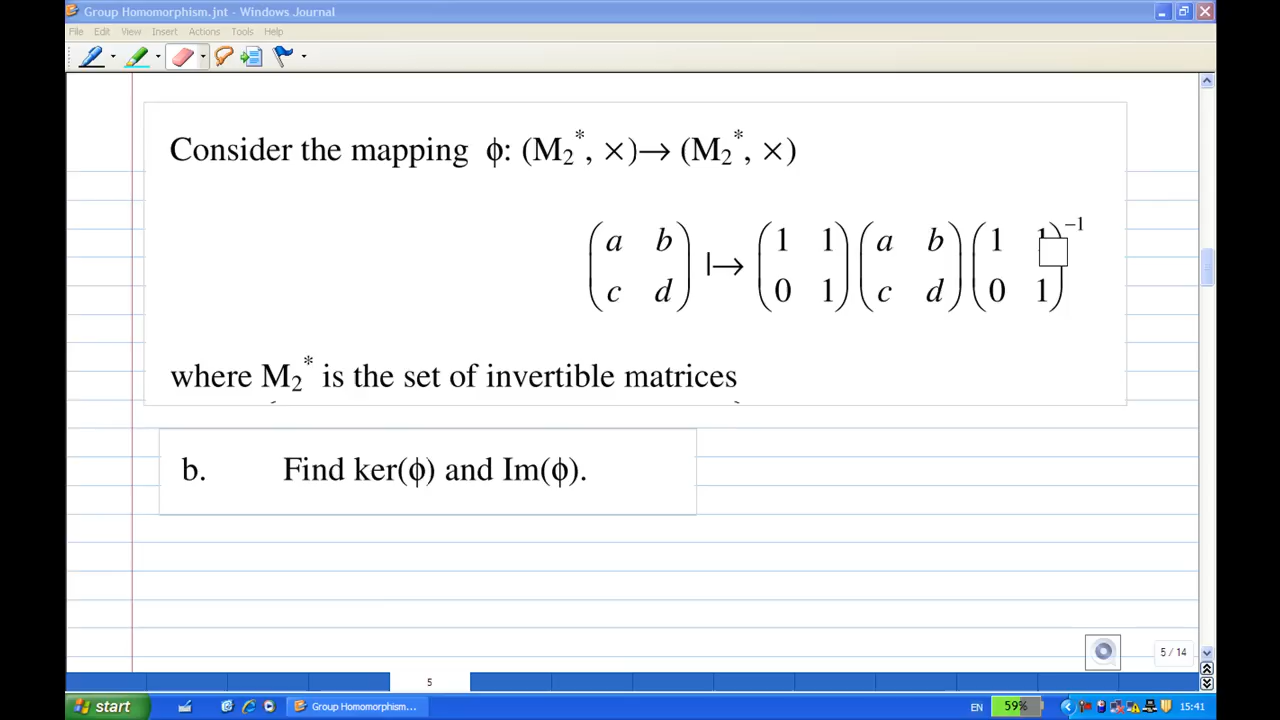 Group Homomorphism.jnt - Windows Journal
File Edit View Insert Actions Tools Help
Consider the mapping ϕ: (M₂*, ×)→ (M₂*, ×)
(a b) |→ (1 1)(a b)(1 1)⁻¹
(c d) (0 1)(c d)(0 1)
where M₂* is the set of invertible matrices
b. Find ker(ϕ) and Im(ϕ).
5 / 14
5
start Group Homomorphism... EN 59% 15:41